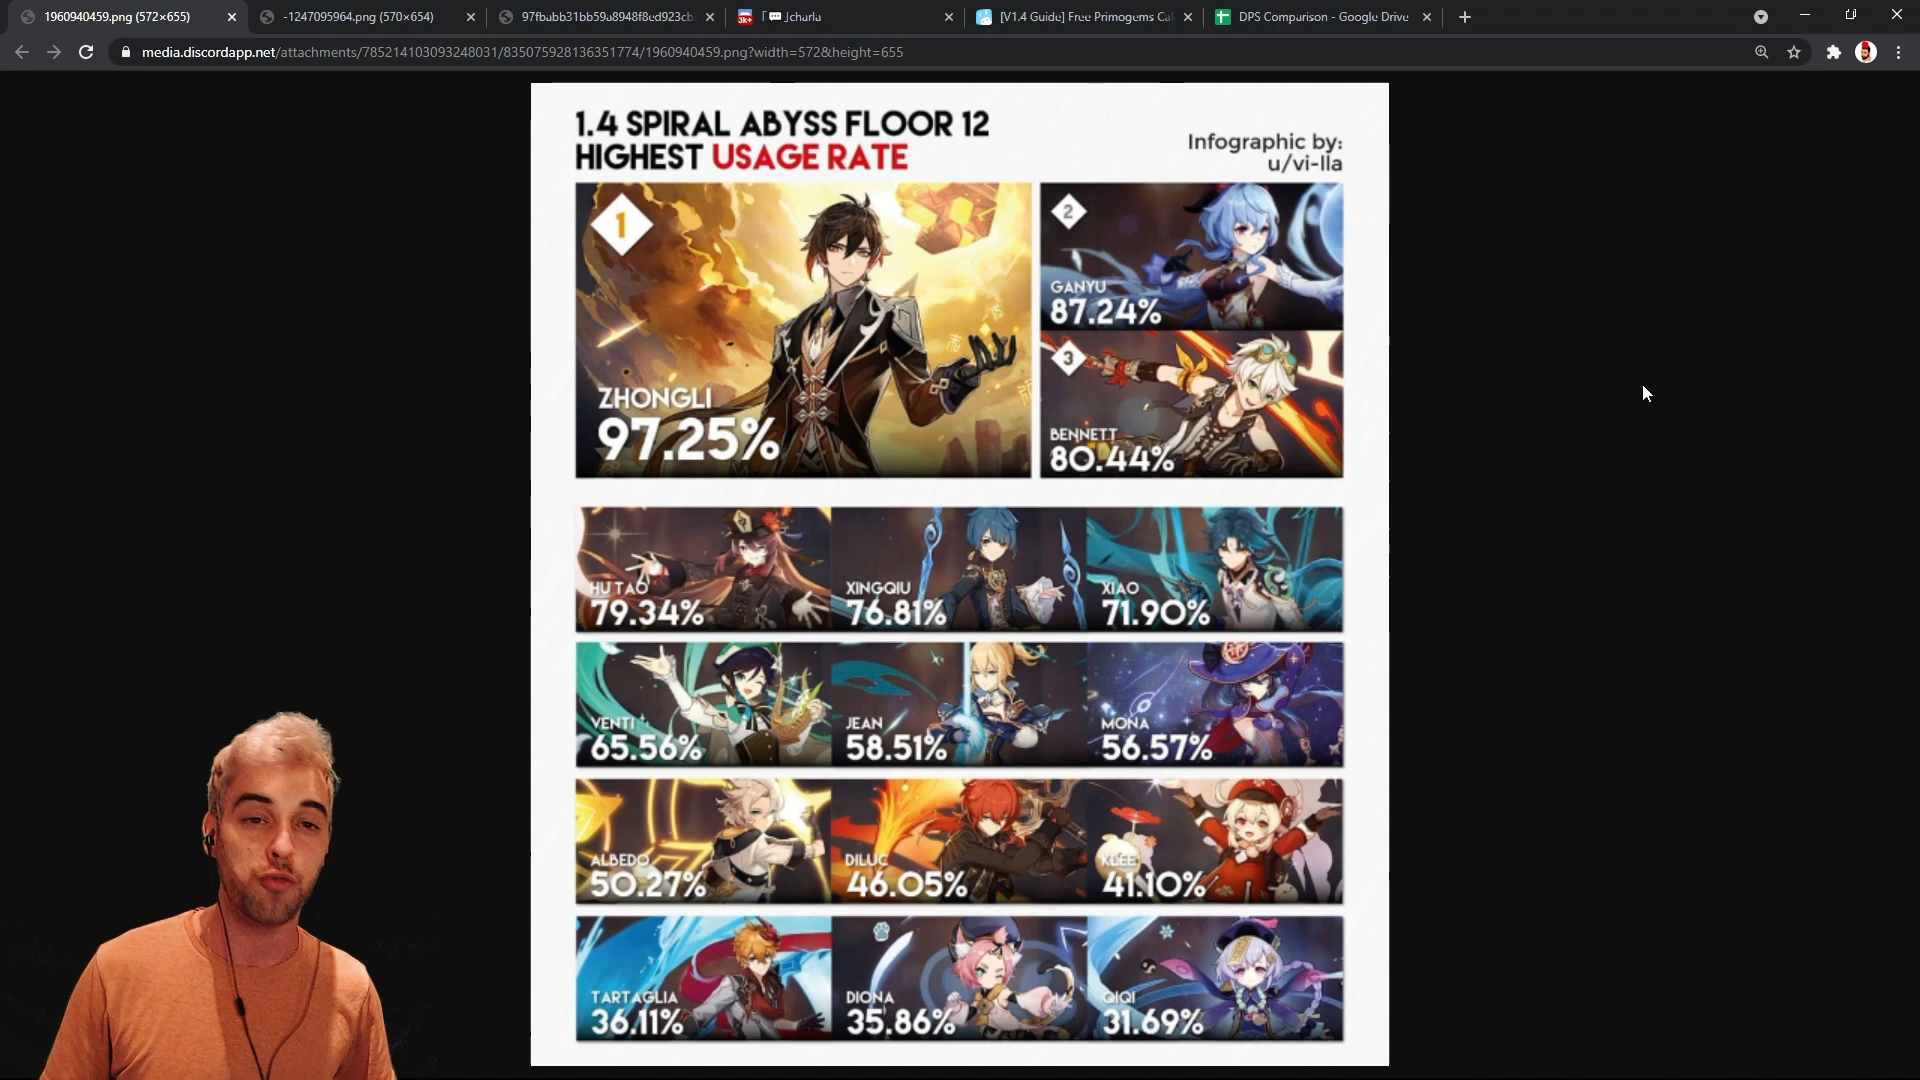 1960940459.png (572×655)
-1247095964.png (570×654)
97fbabb31bb59a8948f8ed923cb
「💬」charla
[V1.4 Guide] Free Primogems Cal
DPS Comparison - Google Drive
media.discordapp.net/attachments/785214103093248031/835075928136351774/1960940459.png?width=572&height=655
1.4 SPIRAL ABYSS FLOOR 12
HIGHEST USAGE RATE
Infographic by:
u/vi-lla
1
ZHONGLI
97.25%
2
GANYU
87.24%
3
BENNETT
80.44%
HU TAO
79.34%
XINGQIU
76.81%
XIAO
71.90%
VENTI
65.56%
JEAN
58.51%
MONA
56.57%
ALBEDO
50.27%
DILUC
46.05%
KLEE
41.10%
TARTAGLIA
36.11%
DIONA
35.86%
QIQI
31.69%